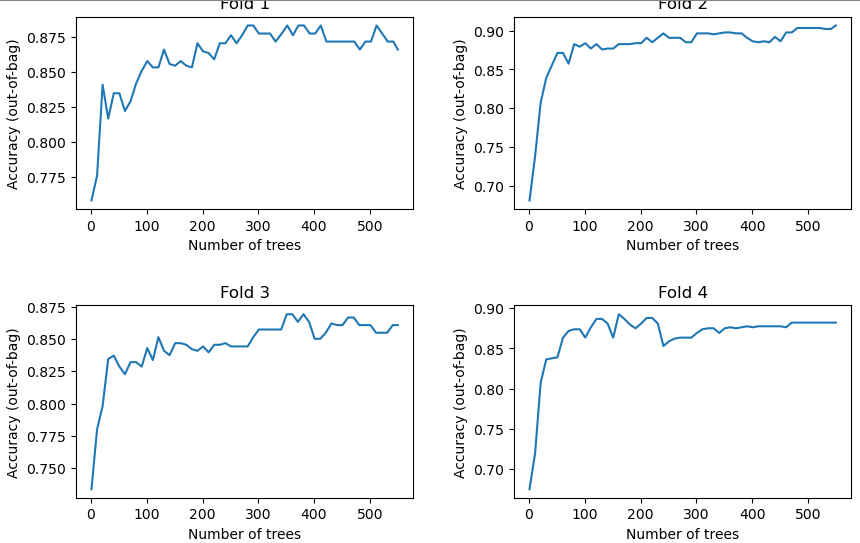 Fold 1
Accuracy (out-of-bag)
0.875
0.850
0.825
0.800
0.775
0 100 200 300 400 500
Number of trees
Fold 2
Accuracy (out-of-bag)
0.90
0.85
0.80
0.75
0.70
0 100 200 300 400 500
Number of trees
Fold 3
Accuracy (out-of-bag)
0.875
0.850
0.825
0.800
0.775
0.750
0 100 200 300 400 500
Number of trees
Fold 4
Accuracy (out-of-bag)
0.90
0.85
0.80
0.75
0.70
0 100 200 300 400 500
Number of trees